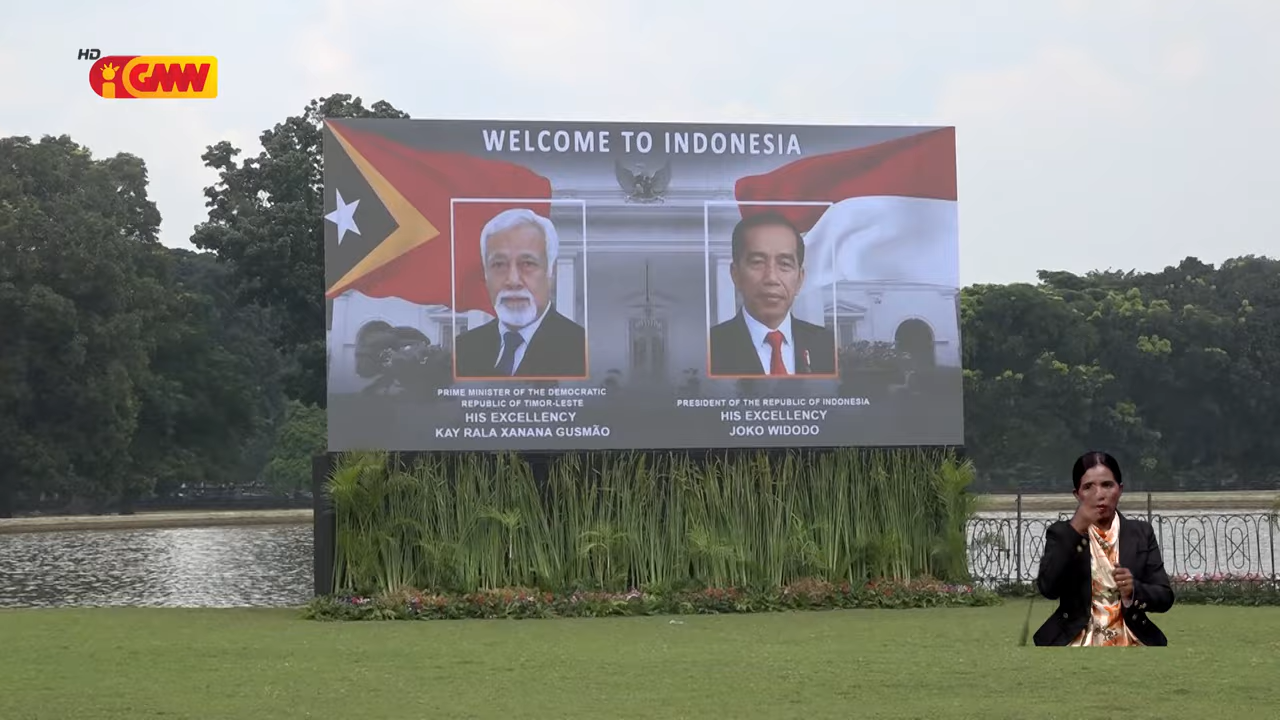 HD
GMN
WELCOME TO INDONESIA
PRIME MINISTER OF THE DEMOCRATIC
REPUBLIC OF TIMOR-LESTE
HIS EXCELLENCY
KAY RALA XANANA GUSMÃO
PRESIDENT OF THE REPUBLIC OF INDONESIA
HIS EXCELLENCY
JOKO WIDODO